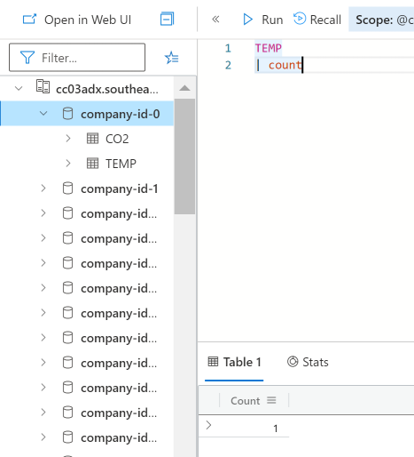 Open in Web UI
Run
Recall
Scope: @c
Filter...
cc03adx.southea...
company-id-0
CO2
TEMP
company-id-1
company-id...
company-id...
company-id...
company-id...
company-id...
company-id...
company-id...
company-id...
company-id...
company-id...
1 TEMP
2 | count
Table 1
Stats
Count
1